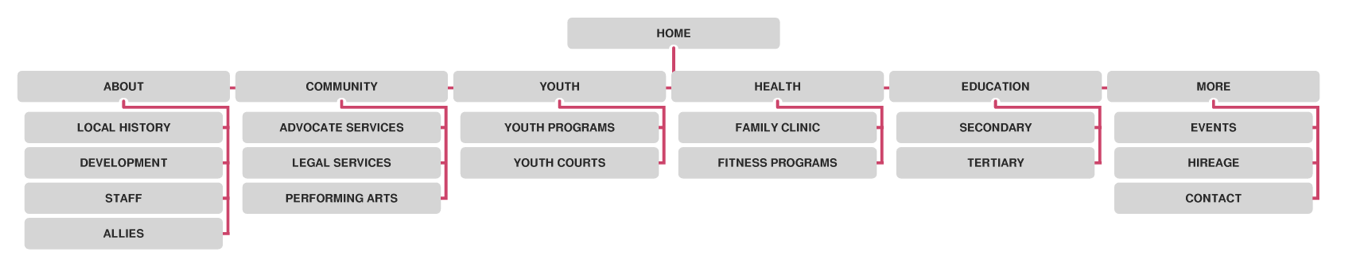 HOME
ABOUT
COMMUNITY
YOUTH
HEALTH
EDUCATION
MORE
LOCAL HISTORY
ADVOCATE SERVICES
YOUTH PROGRAMS
FAMILY CLINIC
SECONDARY
EVENTS
DEVELOPMENT
LEGAL SERVICES
YOUTH COURTS
FITNESS PROGRAMS
TERTIARY
HIREAGE
STAFF
PERFORMING ARTS
CONTACT
ALLIES